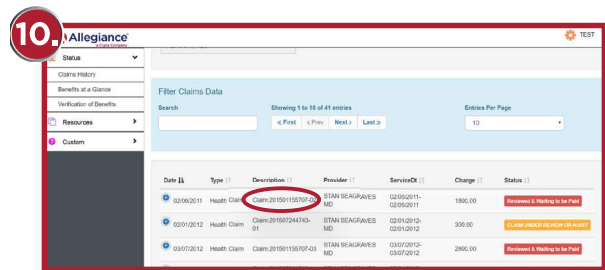 10.
Allegiance
a Cigna Company
TEST
Status
Claims History
Benefits at a Glance
Verification of Benefits
Resources
Custom
Filter Claims Data
Search
Showing 1 to 10 of 41 entries
Entries Per Page
« First < Prev Next > Last »
10
Date Type Description Provider ServiceDt Charge Status
02/06/2011 Health Claim Claim:201501155707-02 STAN SEAGRAVES MD 02/06/2011-02/06/2011 1800.00 Reviewed & Waiting to be Paid
02/01/2012 Health Claim Claim:201507244743-01 STAN SEAGRAVES MD 02/01/2012-02/01/2012 300.00 CLAIM UNDER REVIEW OR AUDIT
03/07/2012 Health Claim Claim:201501155707-03 STAN SEAGRAVES MD 03/07/2012-03/07/2012 2800.00 Reviewed & Waiting to be Paid